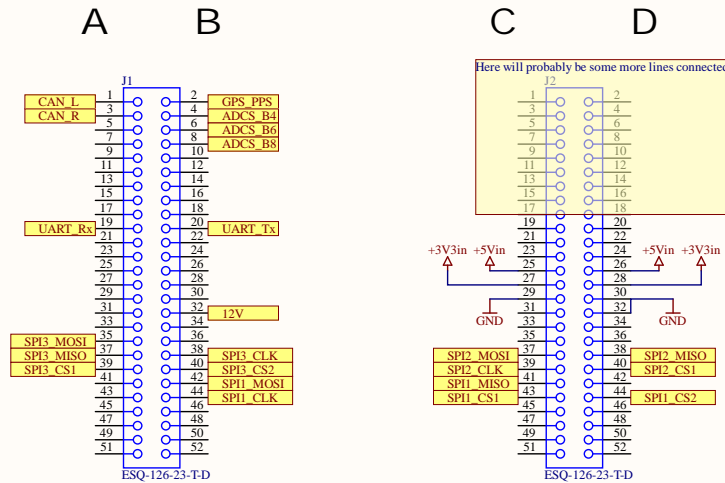 A B
J1
CAN_L 1 2 GPS_PPS
CAN_R 3 4 ADCS_B4
5 6 ADCS_B6
7 8 ADCS_B8
9 10
11 12
13 14
15 16
17 18
UART_Rx 19 20 UART_Tx
21 22
23 24
25 26
27 28
29 30
31 32 12V
33 34
SPI3_MOSI 35 36
SPI3_MISO 37 38 SPI3_CLK
SPI3_CS1 39 40 SPI3_CS2
41 42 SPI1_MOSI
43 44 SPI1_CLK
45 46
47 48
49 50
51 52
ESQ-126-23-T-D
C D
Here will probably be some more lines connected
J2
1 2
3 4
5 6
7 8
9 10
11 12
13 14
15 16
17 18
19 20
21 22
+3V3in +5Vin 23 24 +5Vin +3V3in
25 26
27 28
29 30
GND 31 32 GND
33 34
35 36
SPI2_MOSI 37 38 SPI2_MISO
SPI2_CLK 39 40 SPI2_CS1
SPI1_MISO 41 42
SPI1_CS1 43 44 SPI1_CS2
45 46
47 48
49 50
51 52
ESQ-126-23-T-D